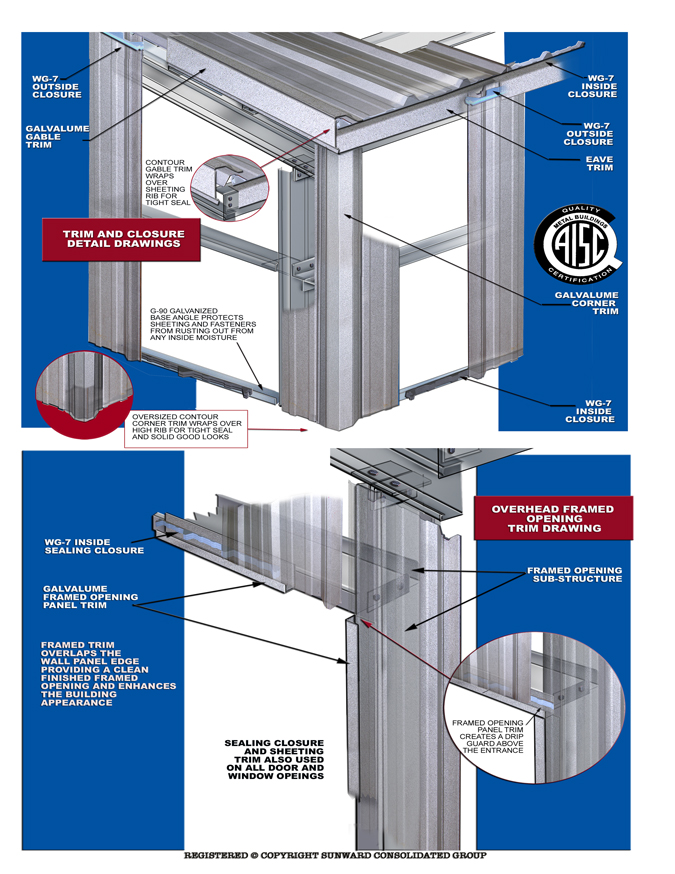 WG-7
OUTSIDE
CLOSURE
GALVALUME
GABLE
TRIM
CONTOUR
GABLE TRIM
WRAPS
OVER
SHEETING
RIB FOR
TIGHT SEAL
TRIM AND CLOSURE
DETAIL DRAWINGS
G-90 GALVANIZED
BASE ANGLE PROTECTS
SHEETING AND FASTENERS
FROM RUSTING OUT FROM
ANY INSIDE MOISTURE
OVERSIZED CONTOUR
CORNER TRIM WRAPS OVER
HIGH RIB FOR TIGHT SEAL
AND SOLID GOOD LOOKS
WG-7
INSIDE
CLOSURE
WG-7
OUTSIDE
CLOSURE
EAVE
TRIM
QUALITY
METAL BUILDINGS
AISC
CERTIFICATION
GALVALUME
CORNER
TRIM
WG-7
INSIDE
CLOSURE
OVERHEAD FRAMED
OPENING
TRIM DRAWING
WG-7 INSIDE
SEALING CLOSURE
GALVALUME
FRAMED OPENING
PANEL TRIM
FRAMED TRIM
OVERLAPS THE
WALL PANEL EDGE
PROVIDING A CLEAN
FINISHED FRAMED
OPENING AND ENHANCES
THE BUILDING
APPEARANCE
FRAMED OPENING
SUB-STRUCTURE
FRAMED OPENING
PANEL TRIM
CREATES A DRIP
GUARD ABOVE
THE ENTRANCE
SEALING CLOSURE
AND SHEETING
TRIM ALSO USED
ON ALL DOOR AND
WINDOW OPEINGS
REGISTERED © COPYRIGHT SUNWARD CONSOLIDATED GROUP